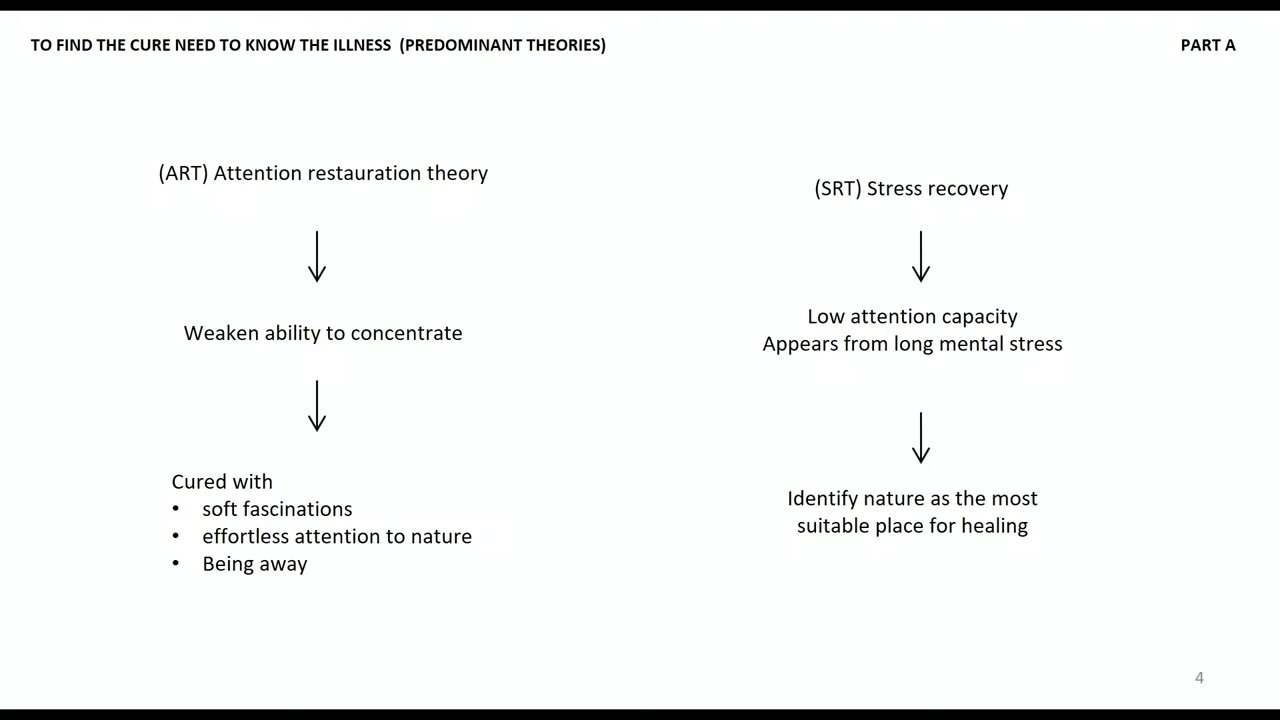 TO FIND THE CURE NEED TO KNOW THE ILLNESS (PREDOMINANT THEORIES)
PART A
(ART) Attention restauration theory
Weaken ability to concentrate
Cured with
• soft fascinations
• effortless attention to nature
• Being away
(SRT) Stress recovery
Low attention capacity
Appears from long mental stress
Identify nature as the most
suitable place for healing
4